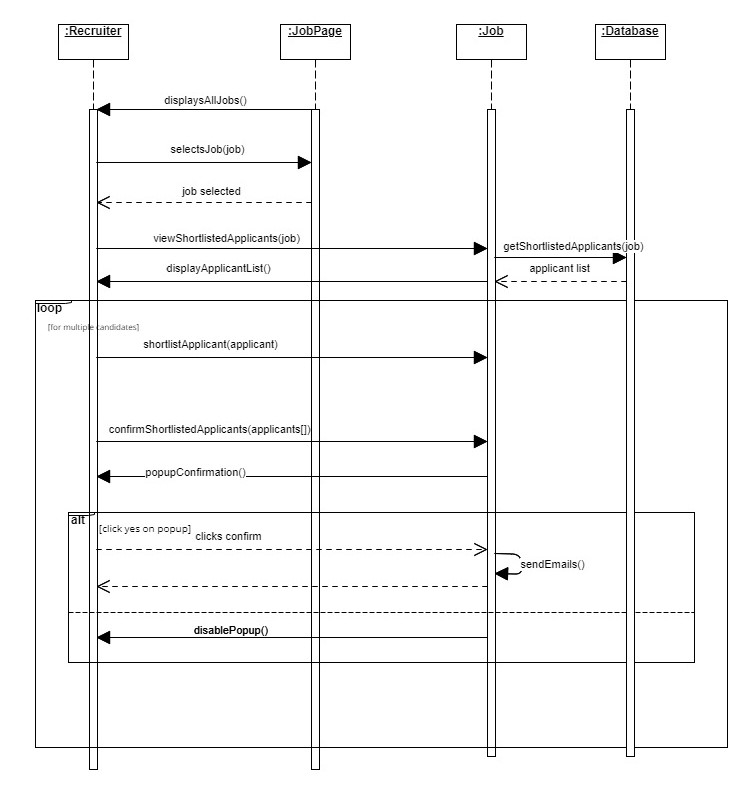 :Recruiter
:JobPage
:Job
:Database
displaysAllJobs()
selectsJob(job)
job selected
viewShortlistedApplicants(job)
getShortlistedApplicants(job)
displayApplicantList()
applicant list
loop
[for multiple candidates]
shortlistApplicant(applicant)
confirmShortlistedApplicants(applicants[])
popupConfirmation()
alt
[click yes on popup]
clicks confirm
sendEmails()
disablePopup()